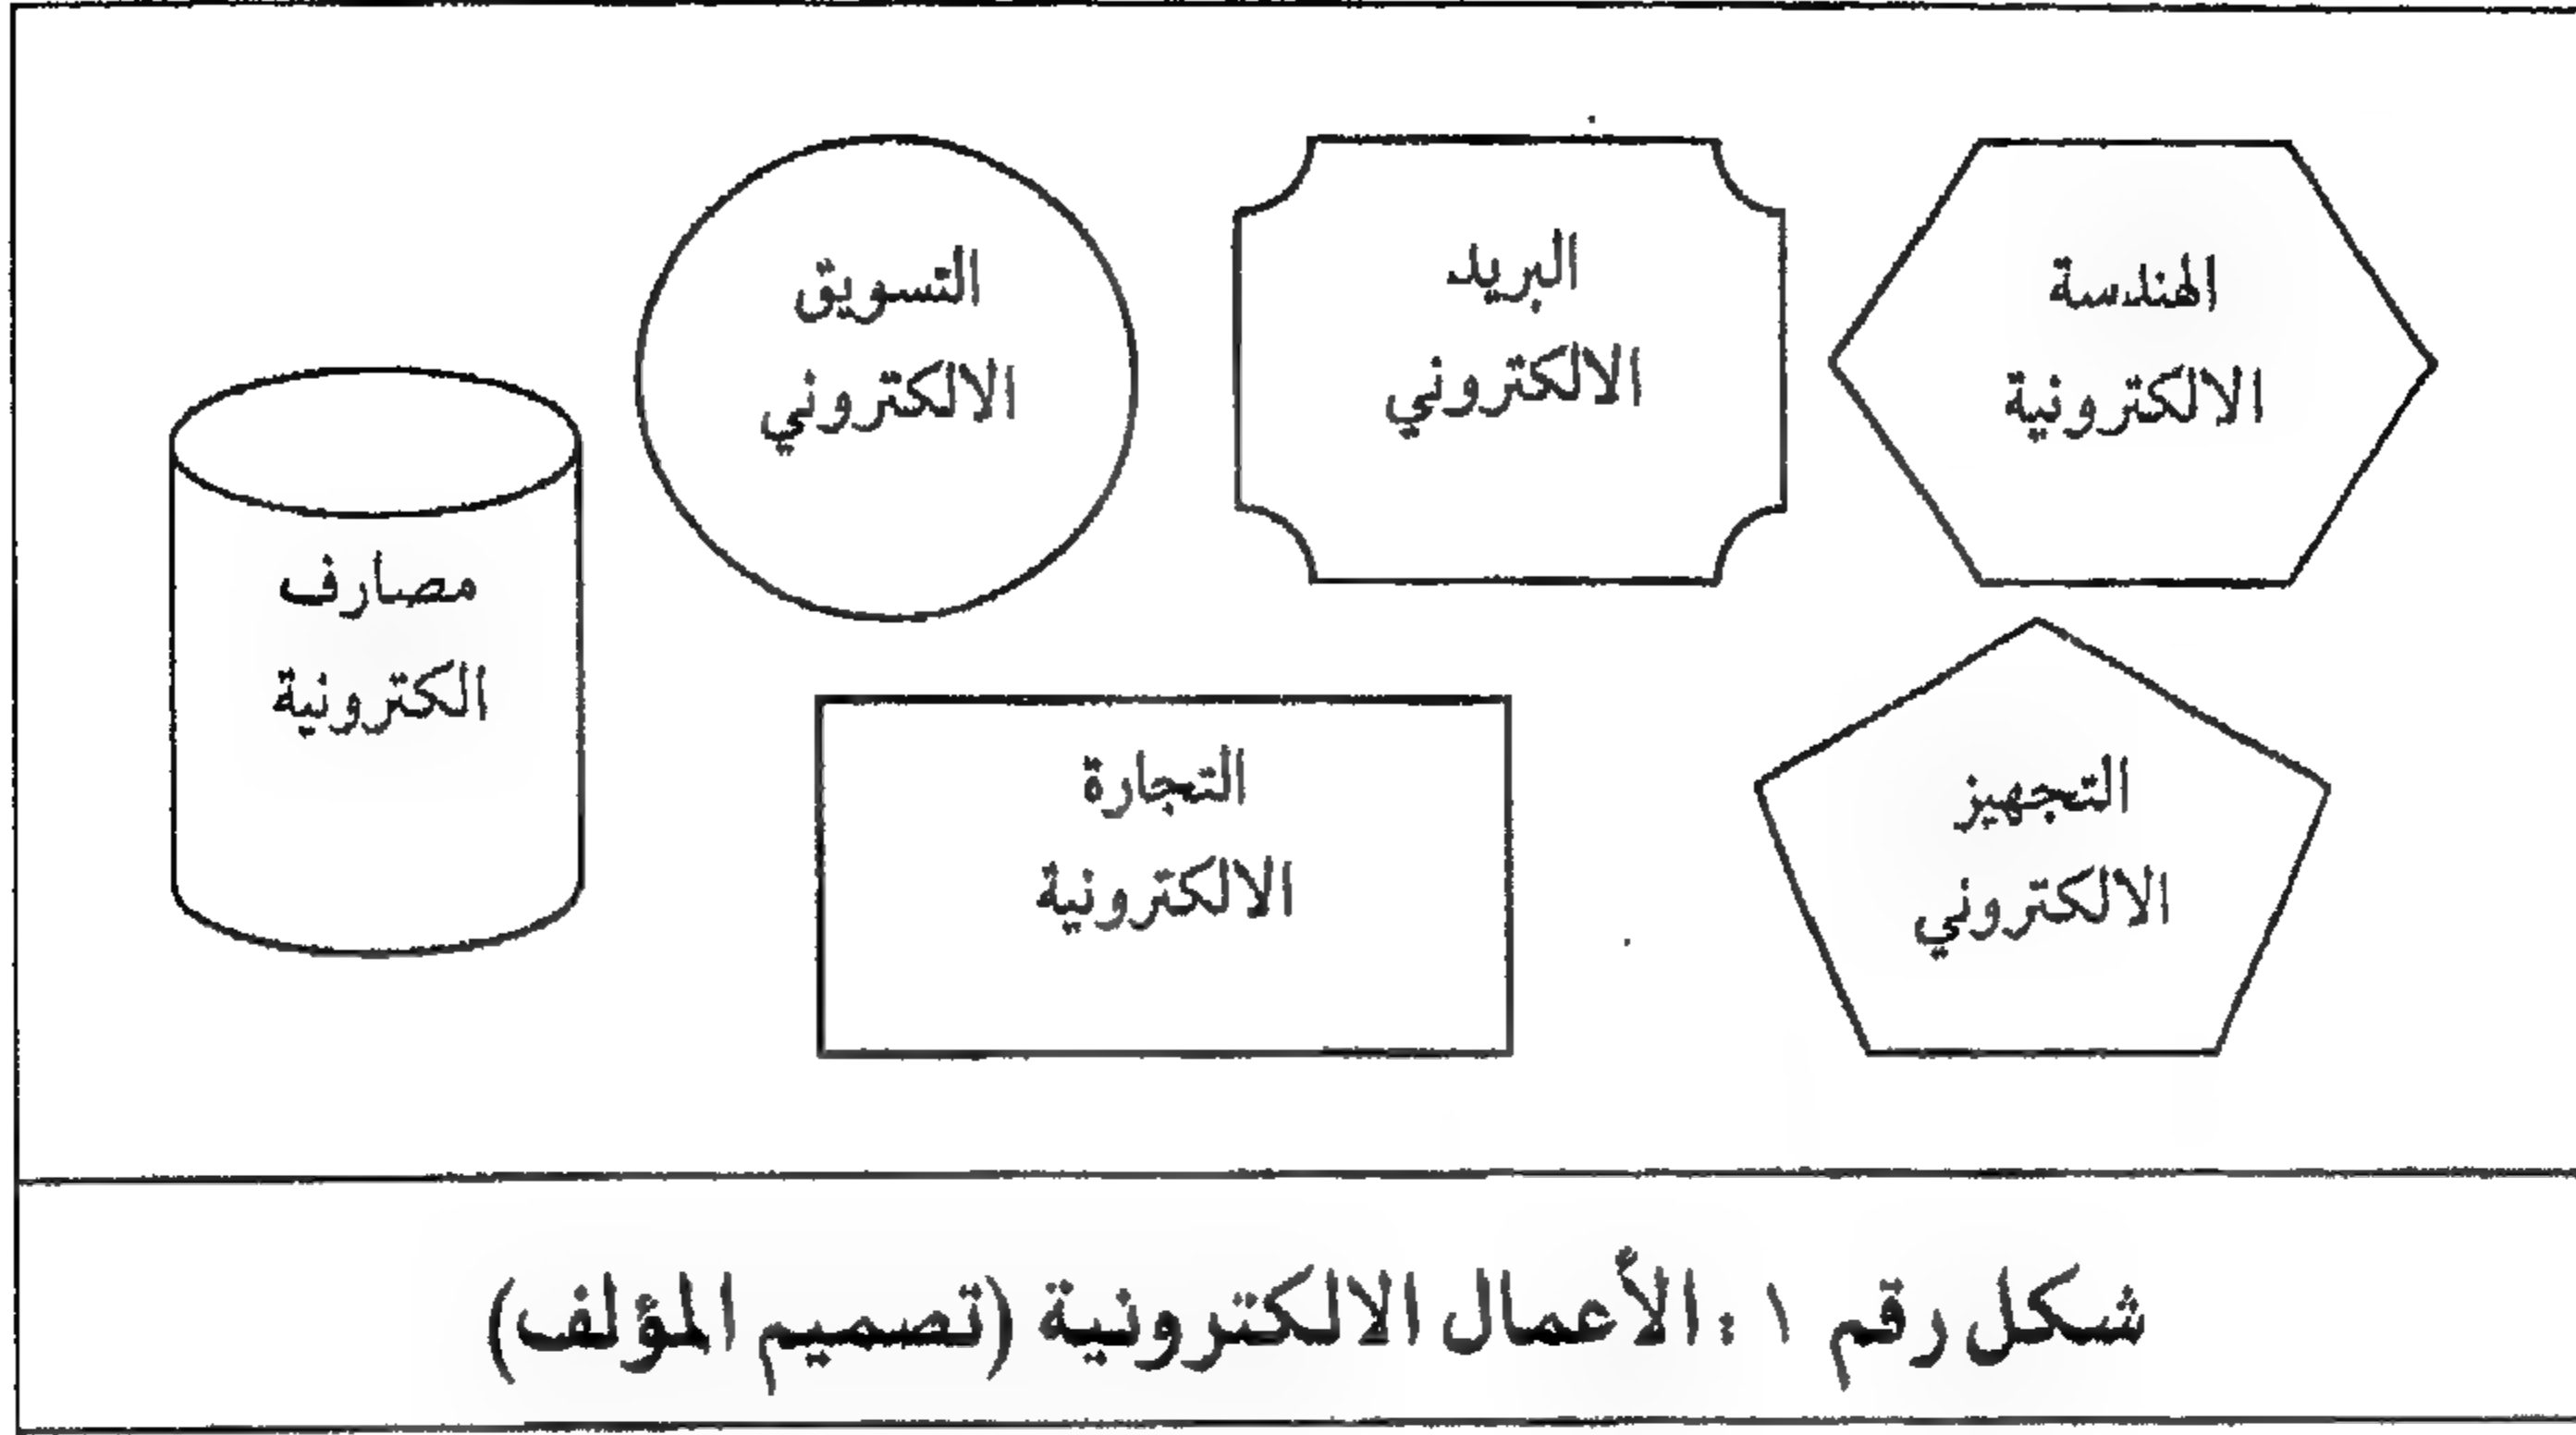 الهندسة
الالكترونية
البريد
الالكتروني
التسويق
الالكتروني
مصارف
الكترونية
التجهيز
الالكتروني
التجارة
الالكترونية
شكل رقم ١ : الأعمال الالكترونية (تصميم المؤلف)